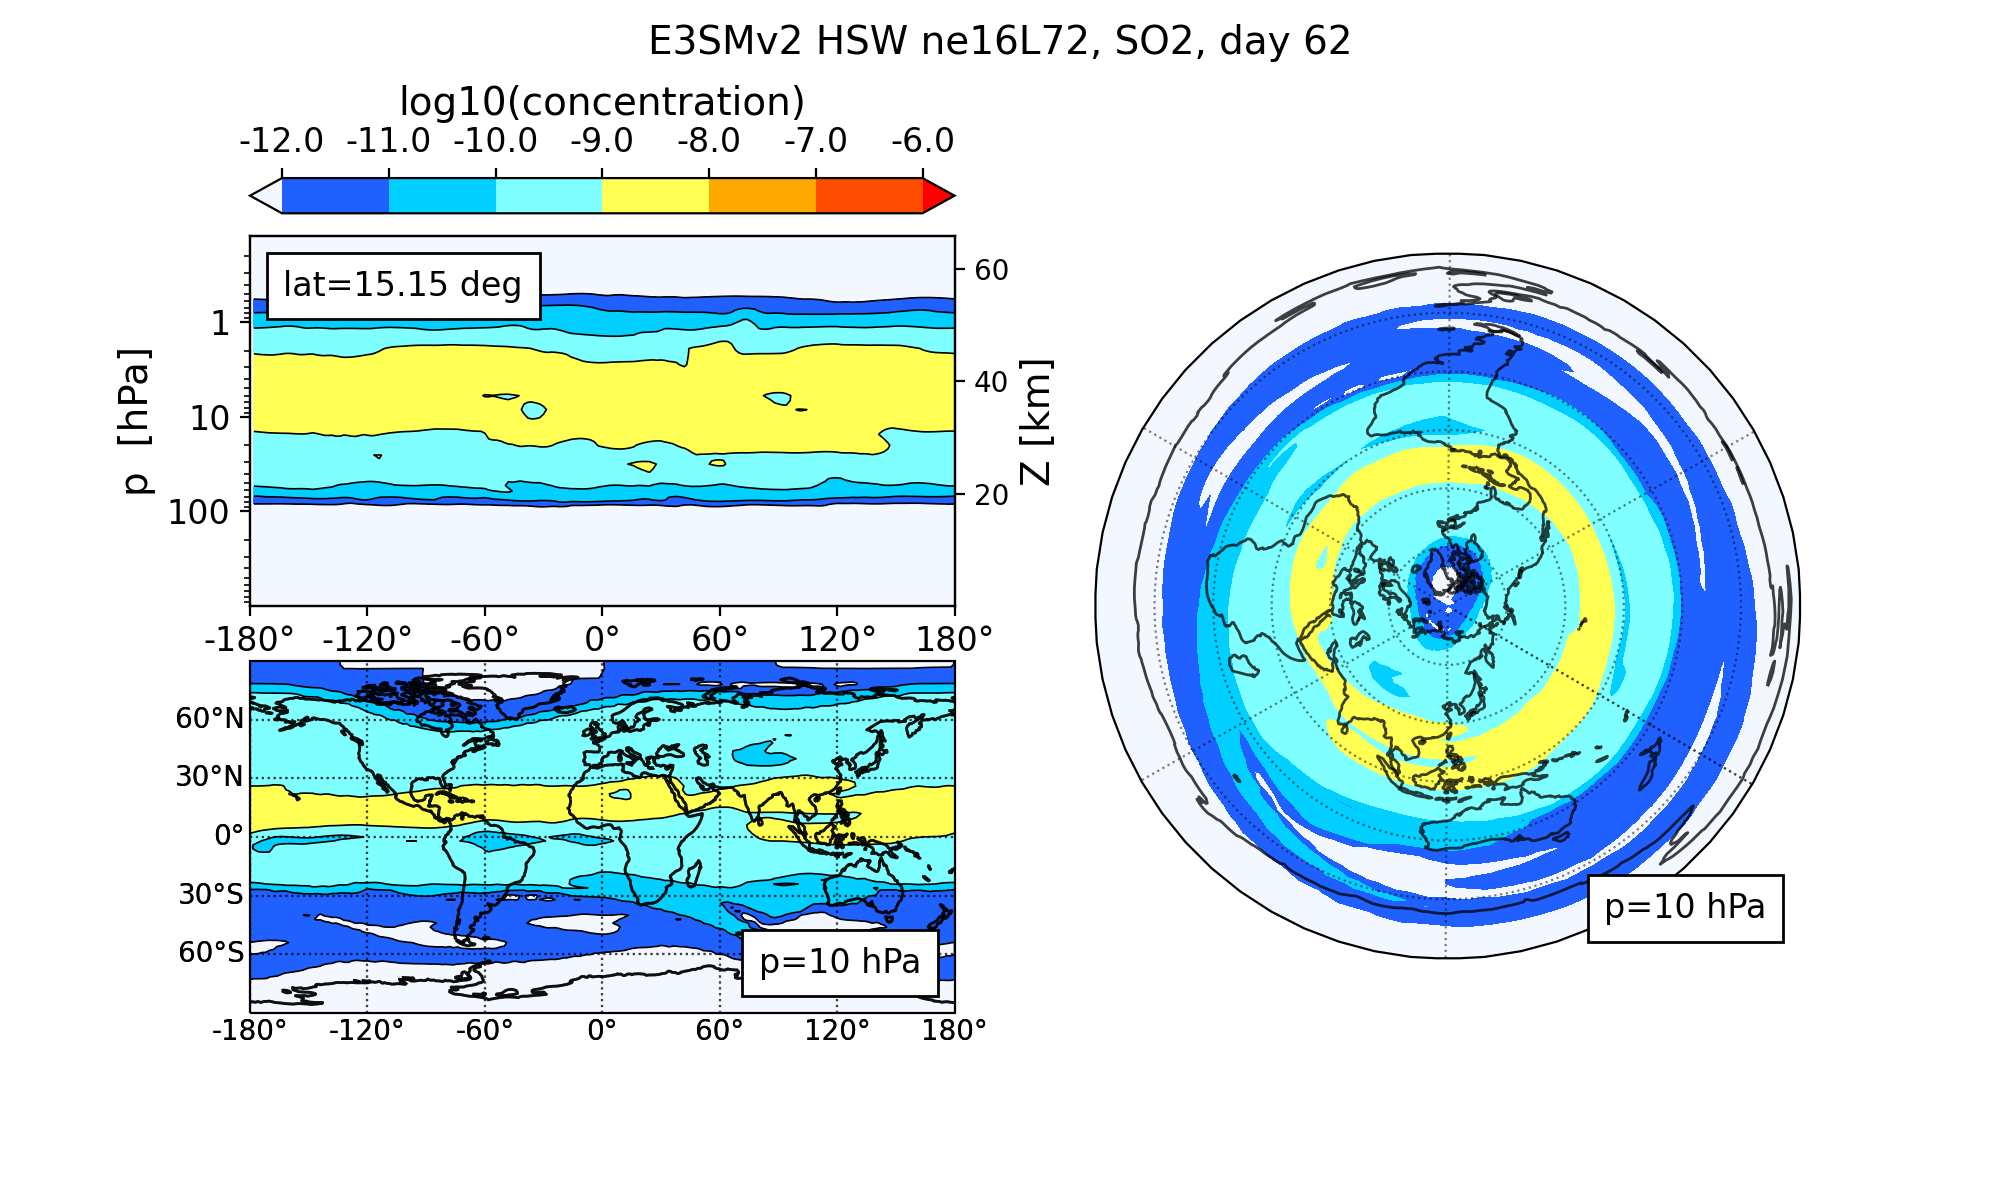 E3SMv2 HSW ne16L72, SO2, day 62
log10(concentration)
-12.0 -11.0 -10.0 -9.0 -8.0 -7.0 -6.0
lat=15.15 deg
p [hPa]
1
10
100
60
40
20
Z [km]
-180° -120° -60° 0° 60° 120° 180°
60°N
30°N
0°
30°S
60°S
p=10 hPa
-180° -120° -60° 0° 60° 120° 180°
p=10 hPa